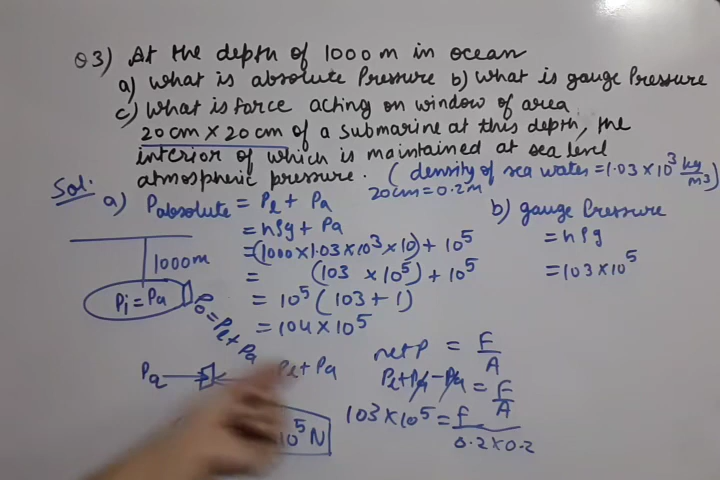 Q3) At the depth of 1000 m in ocean
a) what is absolute Pressure b) What is gauge Pressure
c) What is force acting on window of area
20 cm × 20 cm of a submarine at this depth, the
interior of which is maintained at sea level
atmospheric pressure. (density of sea water = 1.03 × 10³ kg/m³)
20cm = 0.2m
Sol:
a) Pabsolute = Pl + Pa
= hρg + Pa
= (1000 × 1.03 × 10³ × 10) + 10⁵
= (103 × 10⁵) + 10⁵
= 10⁵ (103 + 1)
= 104 × 10⁵
1000m
Pi = Pa
Po = Pl + Pa
Pa
Pl + Pa
b) gauge Pressure
= hρg
= 103 × 10⁵
net P = F/A
Pl + Pa - Pa = F/A
103 × 10⁵ = F/0.2 × 0.2
10⁵ N